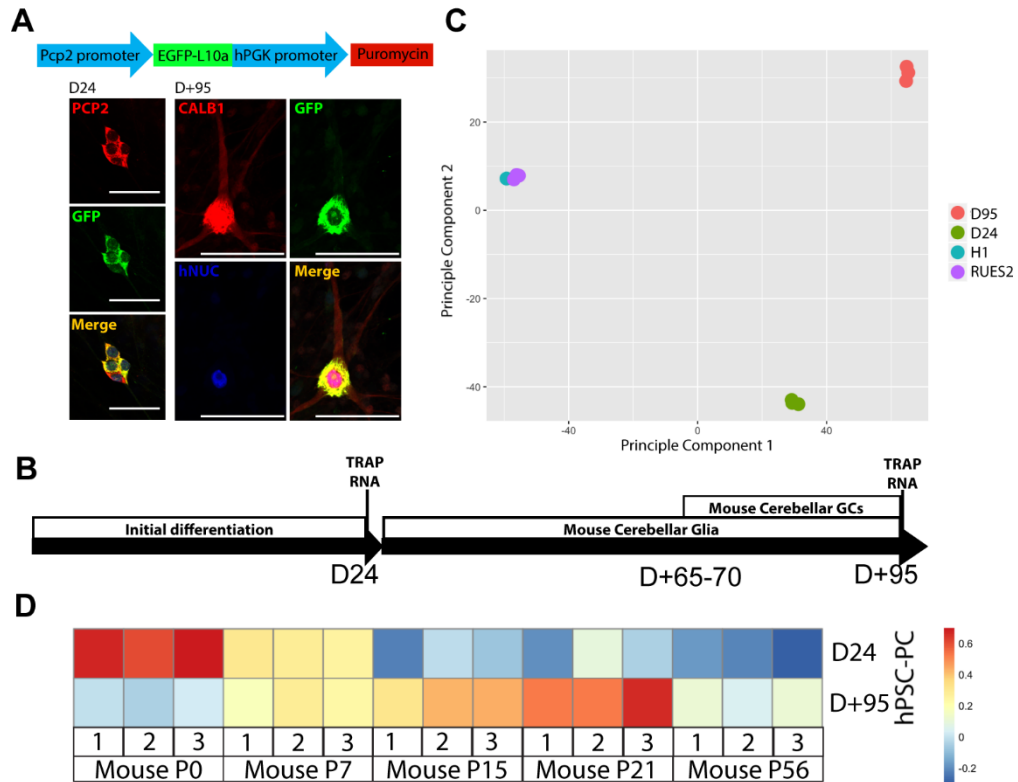 A
Pcp2 promoter EGFP-L10a hPGK promoter Puromycin
D24 D+95
PCP2 CALB1 GFP
GFP
hNUC Merge
Merge
C
Principle Component 2
20
0
-20
-40
-40 0 40
Principle Component 1
D95
D24
H1
RUES2
B
TRAP RNA TRAP RNA
Initial differentiation
Mouse Cerebellar GCs
Mouse Cerebellar Glia
D24 D+65-70 D+95
D
D24
D+95
hPSC-PC
1 2 3 1 2 3 1 2 3 1 2 3 1 2 3
Mouse P0 Mouse P7 Mouse P15 Mouse P21 Mouse P56
0.6
0.4
0.2
0
-0.2